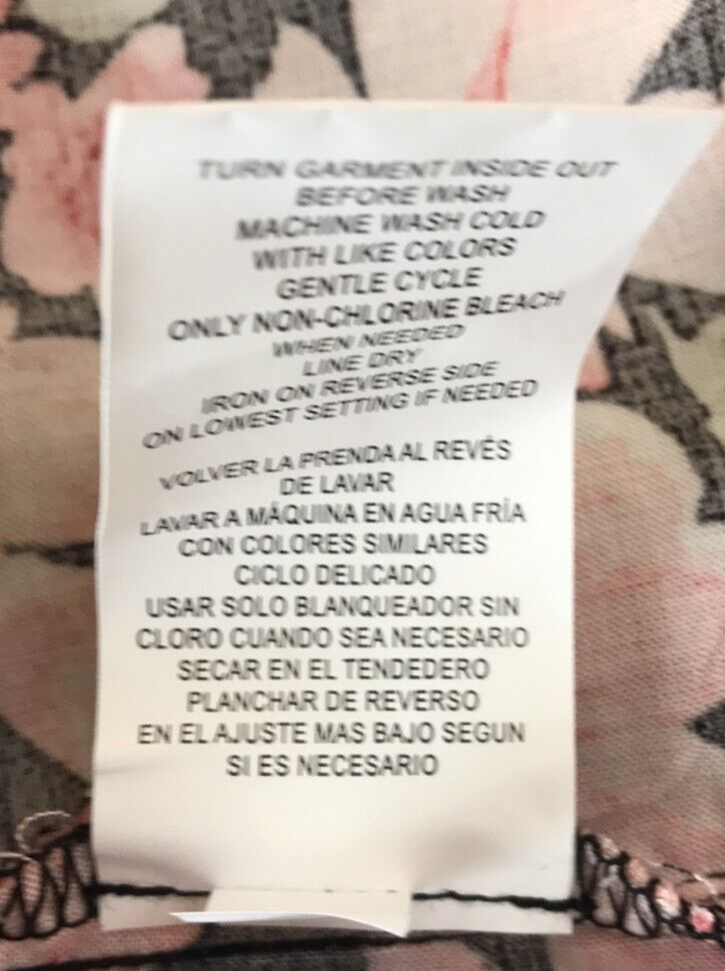 TURN GARMENT INSIDE OUT
BEFORE WASH
MACHINE WASH COLD
WITH LIKE COLORS
GENTLE CYCLE
ONLY NON-CHLORINE BLEACH
WHEN NEEDED
LINE DRY
IRON ON REVERSE SIDE
ON LOWEST SETTING IF NEEDED
VOLVER LA PRENDA AL REVÉS
DE LAVAR
LAVAR A MÁQUINA EN AGUA FRÍA
CON COLORES SIMILARES
CICLO DELICADO
USAR SOLO BLANQUEADOR SIN
CLORO CUANDO SEA NECESARIO
SECAR EN EL TENDEDERO
PLANCHAR DE REVERSO
EN EL AJUSTE MAS BAJO SEGUN
SI ES NECESARIO